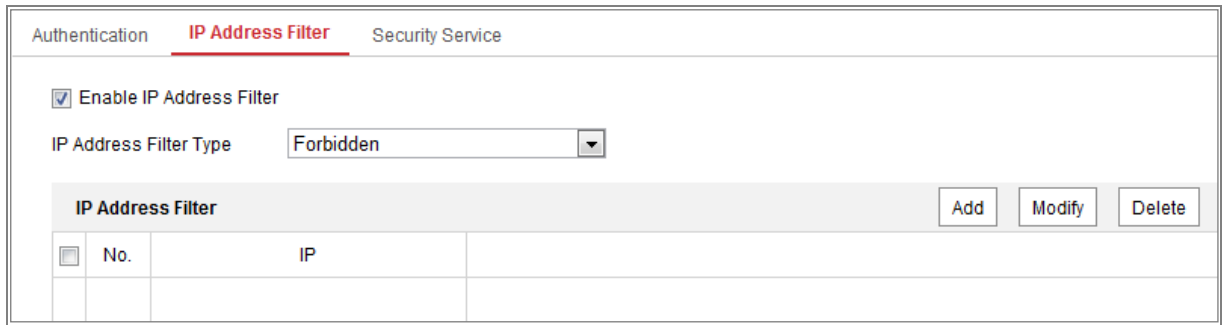 Authentication IP Address Filter Security Service
Enable IP Address Filter
IP Address Filter Type Forbidden
IP Address Filter Add Modify Delete
No. IP